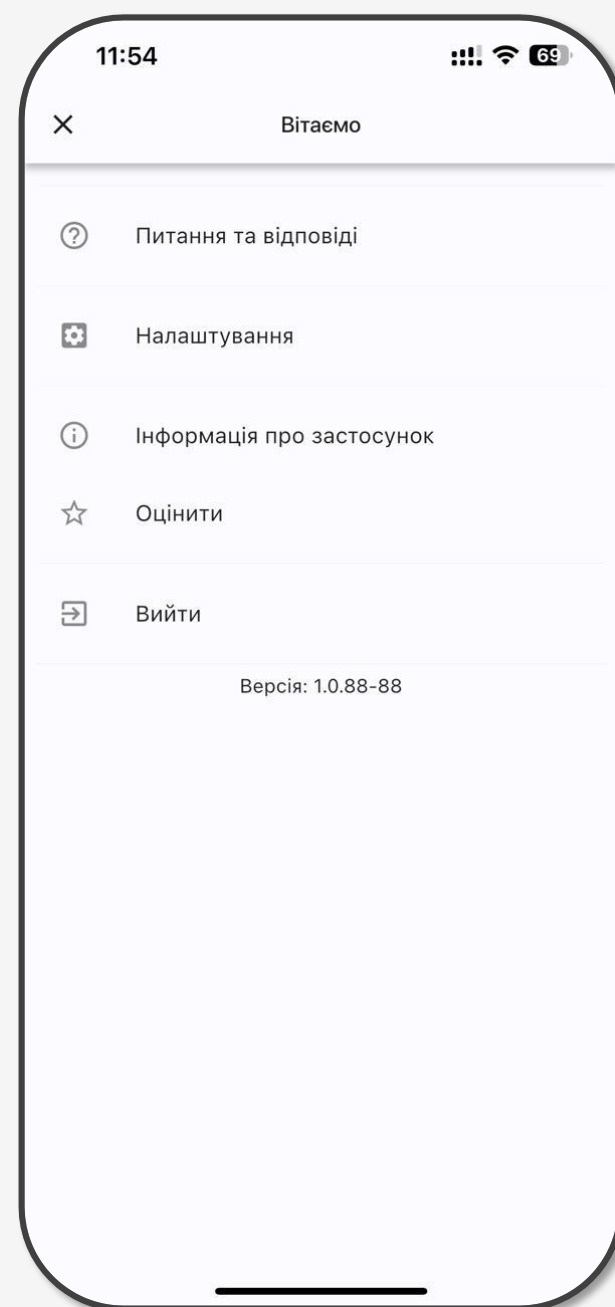 11:54
69
Вітаємо
Питання та відповіді
Налаштування
Інформація про застосунок
Оцінити
Вийти
Версія: 1.0.88-88